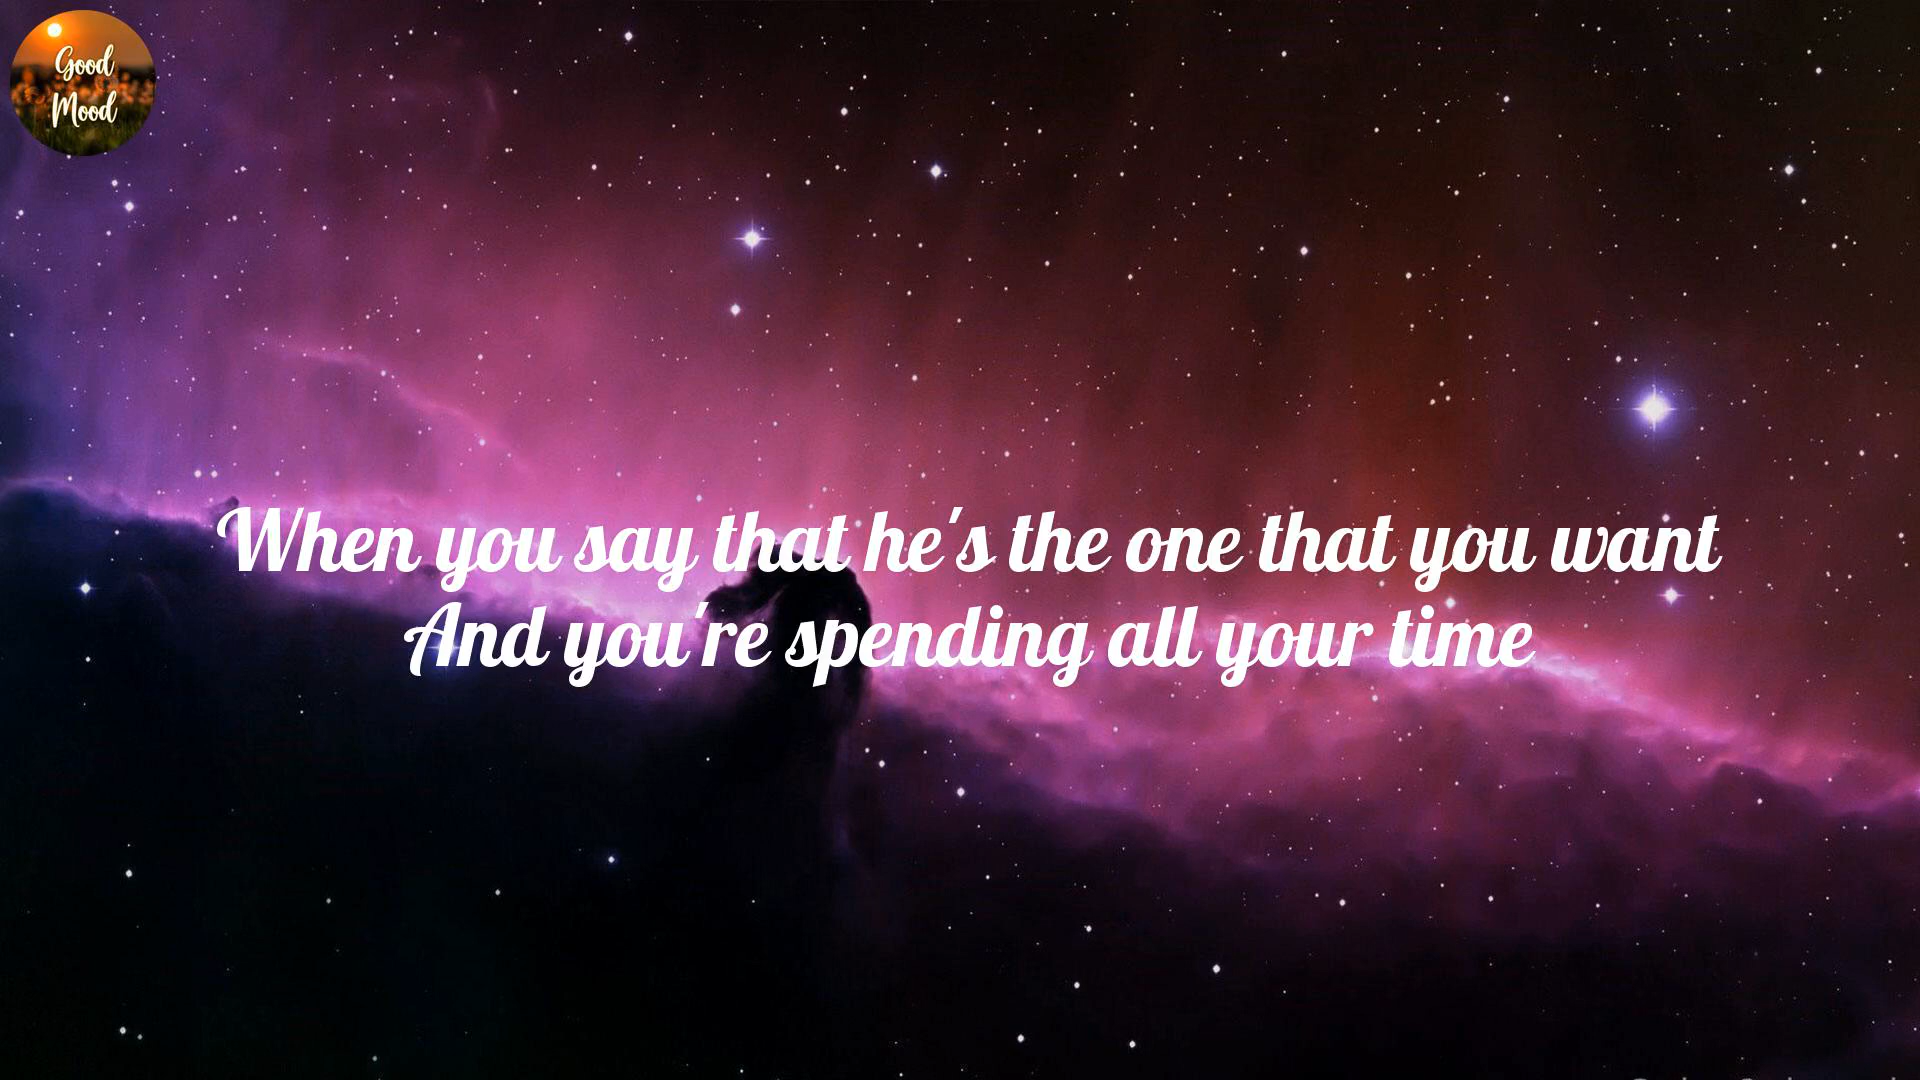 Good
Mood
When you say that he's the one that you want
And you're spending all your time